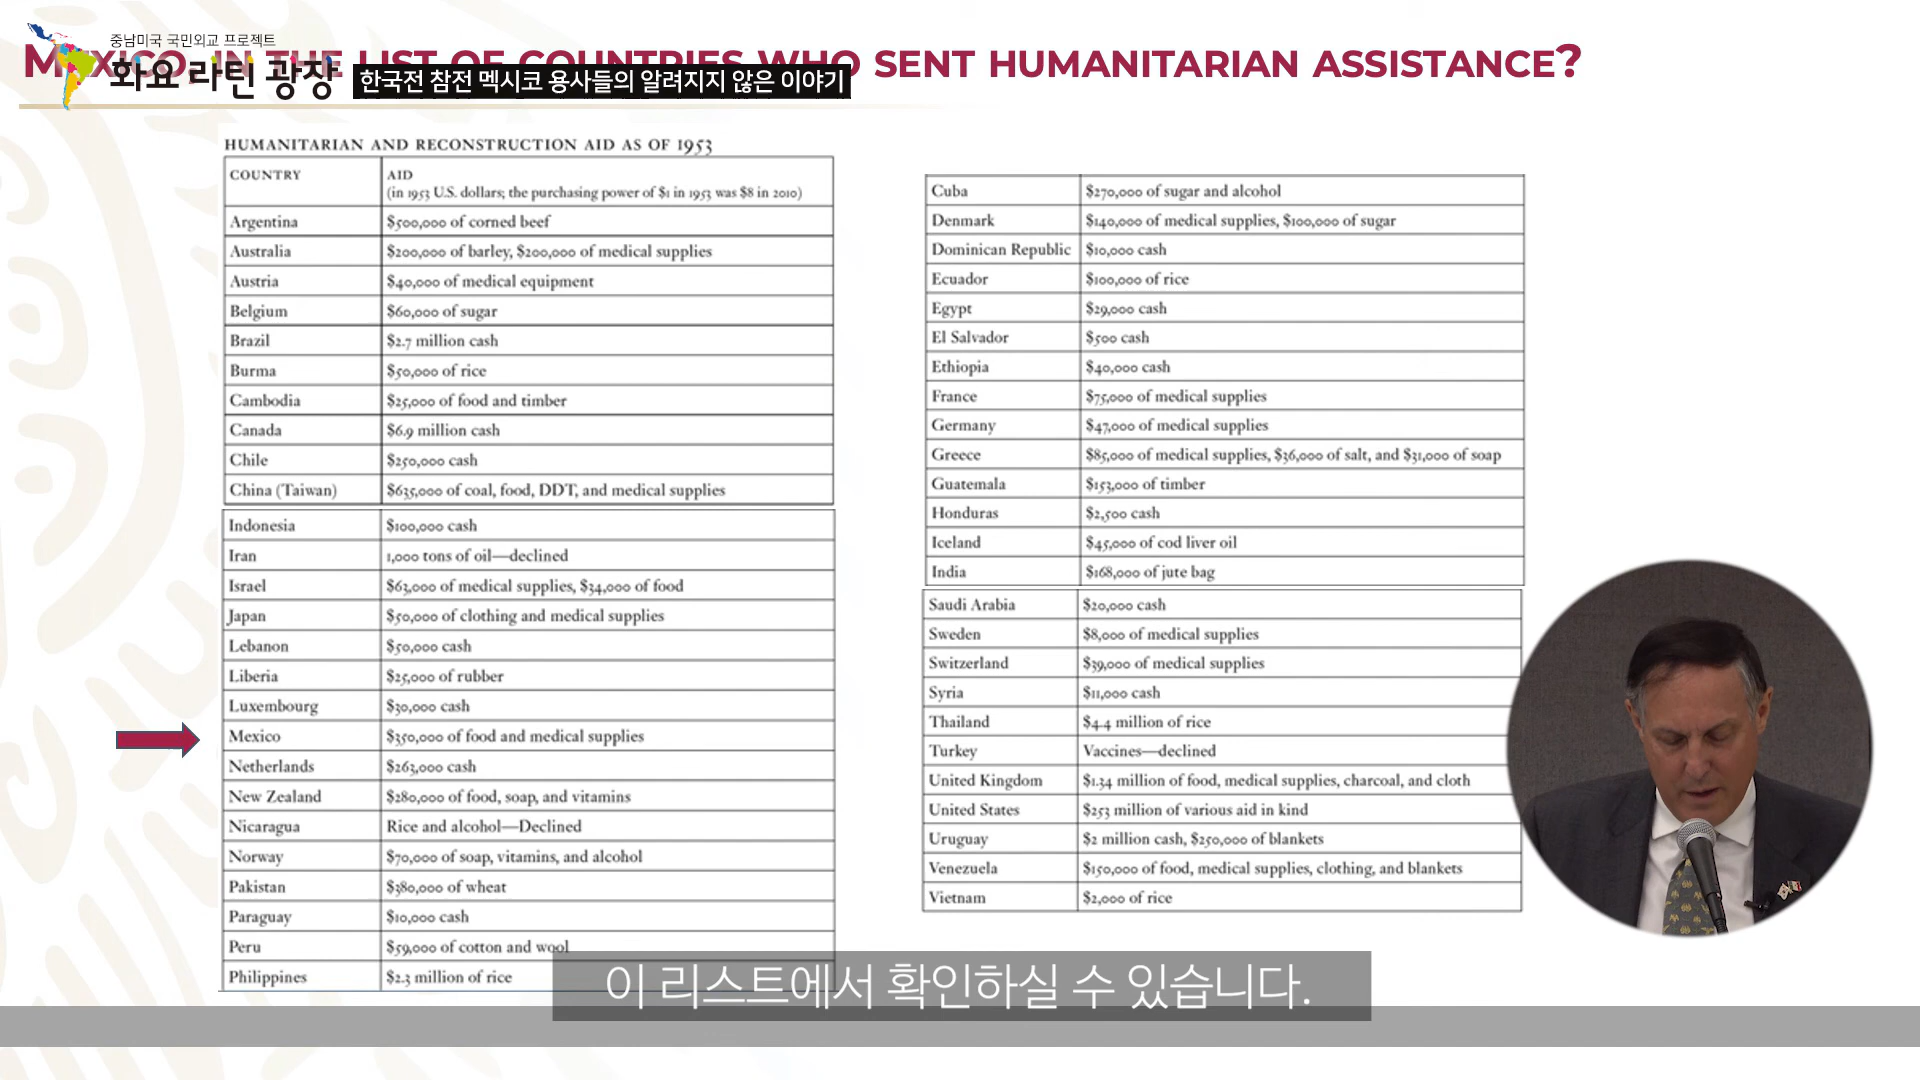 중남미국 국민외교 프로젝트
화요 라틴 광장
한국전 참전 멕시코 용사들의 알려지지 않은 이야기
MEXICO, IN THE LIST OF COUNTRIES WHO SENT HUMANITARIAN ASSISTANCE?
HUMANITARIAN AND RECONSTRUCTION AID AS OF 1953
COUNTRY AID
(in 1953 U.S. dollars; the purchasing power of $1 in 1953 was $8 in 2010)
Argentina $500,000 of corned beef
Australia $200,000 of barley, $200,000 of medical supplies
Austria $40,000 of medical equipment
Belgium $60,000 of sugar
Brazil $2.7 million cash
Burma $50,000 of rice
Cambodia $25,000 of food and timber
Canada $6.9 million cash
Chile $250,000 cash
China (Taiwan) $635,000 of coal, food, DDT, and medical supplies
Indonesia $100,000 cash
Iran 1,000 tons of oil—declined
Israel $63,000 of medical supplies, $34,000 of food
Japan $50,000 of clothing and medical supplies
Lebanon $50,000 cash
Liberia $25,000 of rubber
Luxembourg $30,000 cash
Mexico $350,000 of food and medical supplies
Netherlands $263,000 cash
New Zealand $280,000 of food, soap, and vitamins
Nicaragua Rice and alcohol—Declined
Norway $70,000 of soap, vitamins, and alcohol
Pakistan $380,000 of wheat
Paraguay $10,000 cash
Peru $59,000 of cotton and wool
Philippines $2.3 million of rice
Cuba $270,000 of sugar and alcohol
Denmark $140,000 of medical supplies, $100,000 of sugar
Dominican Republic $10,000 cash
Ecuador $100,000 of rice
Egypt $29,000 cash
El Salvador $500 cash
Ethiopia $40,000 cash
France $75,000 of medical supplies
Germany $47,000 of medical supplies
Greece $85,000 of medical supplies, $36,000 of salt, and $31,000 of soap
Guatemala $153,000 of timber
Honduras $2,500 cash
Iceland $45,000 of cod liver oil
India $168,000 of jute bag
Saudi Arabia $20,000 cash
Sweden $8,000 of medical supplies
Switzerland $39,000 of medical supplies
Syria $11,000 cash
Thailand $4.4 million of rice
Turkey Vaccines—declined
United Kingdom $1.34 million of food, medical supplies, charcoal, and cloth
United States $253 million of various aid in kind
Uruguay $2 million cash, $250,000 of blankets
Venezuela $150,000 of food, medical supplies, clothing, and blankets
Vietnam $2,000 of rice
이 리스트에서 확인하실 수 있습니다.